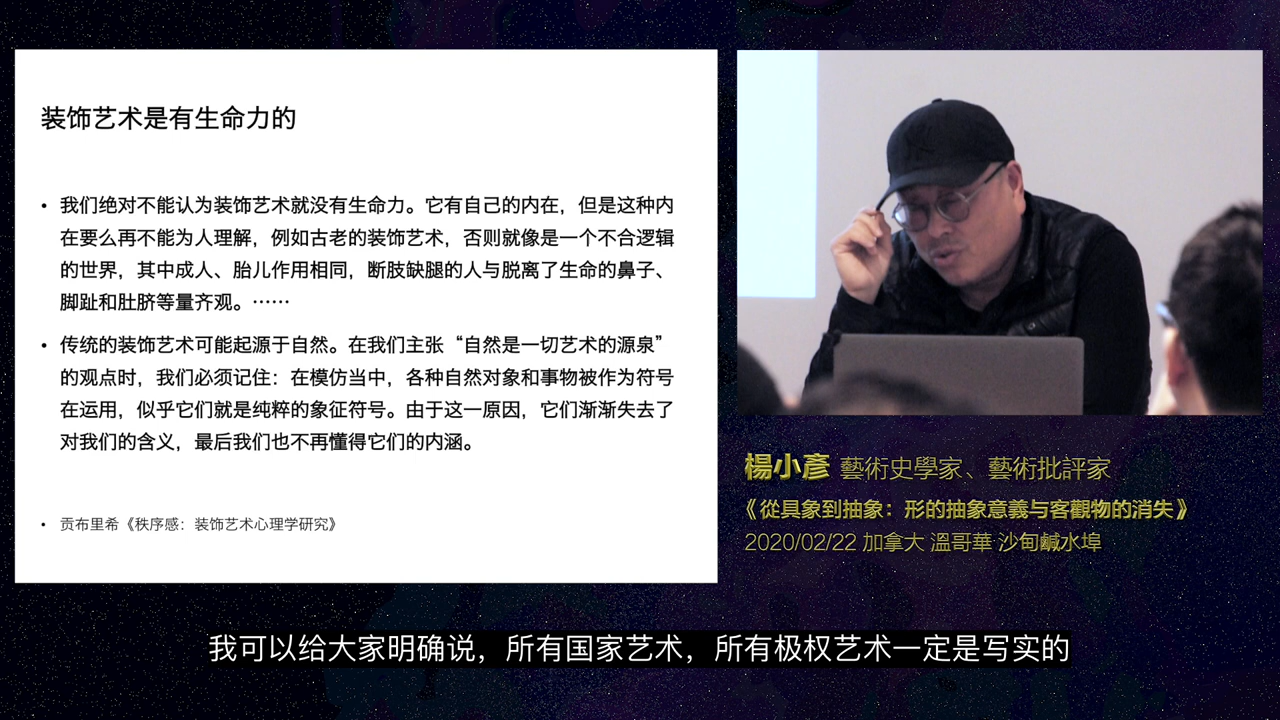 装饰艺术是有生命力的
• 我们绝对不能认为装饰艺术就没有生命力。它有自己的内在，但是这种内
在要么再不能为人理解，例如古老的装饰艺术，否则就像是一个不合逻辑
的世界，其中成人、胎儿作用相同，断肢缺腿的人与脱离了生命的鼻子、
脚趾和肚脐等量齐观。……
• 传统的装饰艺术可能起源于自然。在我们主张“自然是一切艺术的源泉”
的观点时，我们必须记住：在模仿当中，各种自然对象和事物被作为符号
在运用，似乎它们就是纯粹的象征符号。由于这一原因，它们渐渐失去了
对我们的含义，最后我们也不再懂得它们的内涵。
• 贡布里希《秩序感：装饰艺术心理学研究》
楊小彥 藝術史學家、藝術批評家
《從具象到抽象：形的抽象意義与客觀物的消失》
2020/02/22 加拿大 溫哥華 沙甸鹹水埠
我可以给大家明确说，所有国家艺术，所有极权艺术一定是写实的